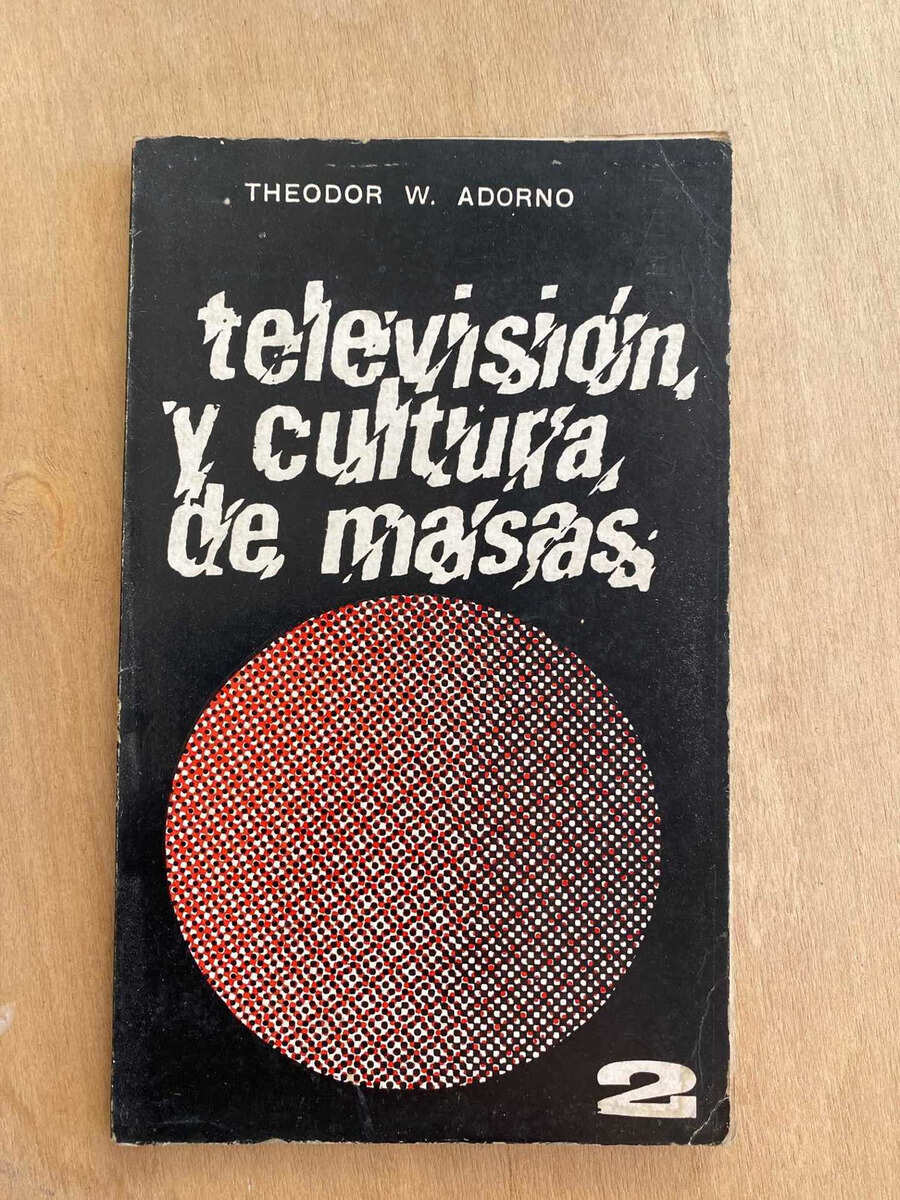 THEODOR W. ADORNO
televisión
y cultura
de masas
2